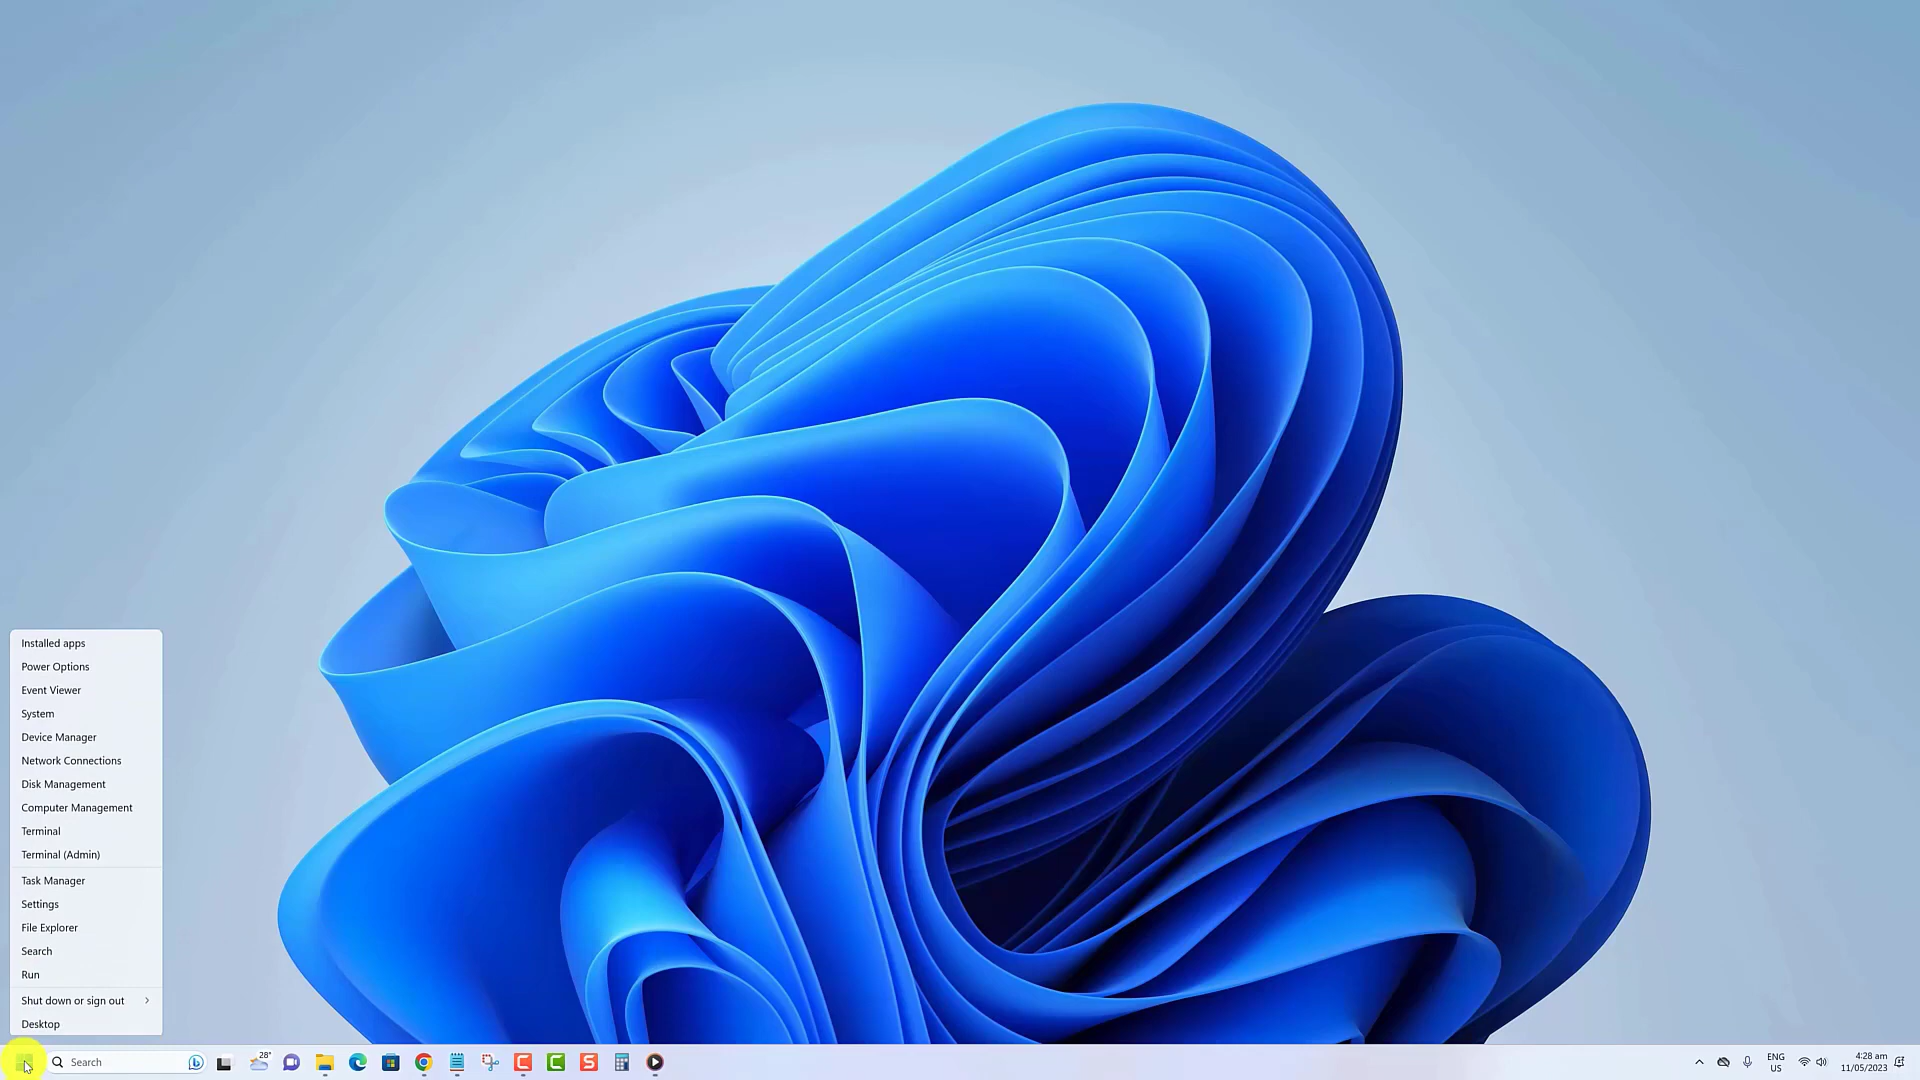 Installed apps
Power Options
Event Viewer
System
Device Manager
Network Connections
Disk Management
Computer Management
Terminal
Terminal (Admin)
Task Manager
Settings
File Explorer
Search
Run
Shut down or sign out
Desktop
Search
28°
ENG
US
4:28 am
11/05/2023